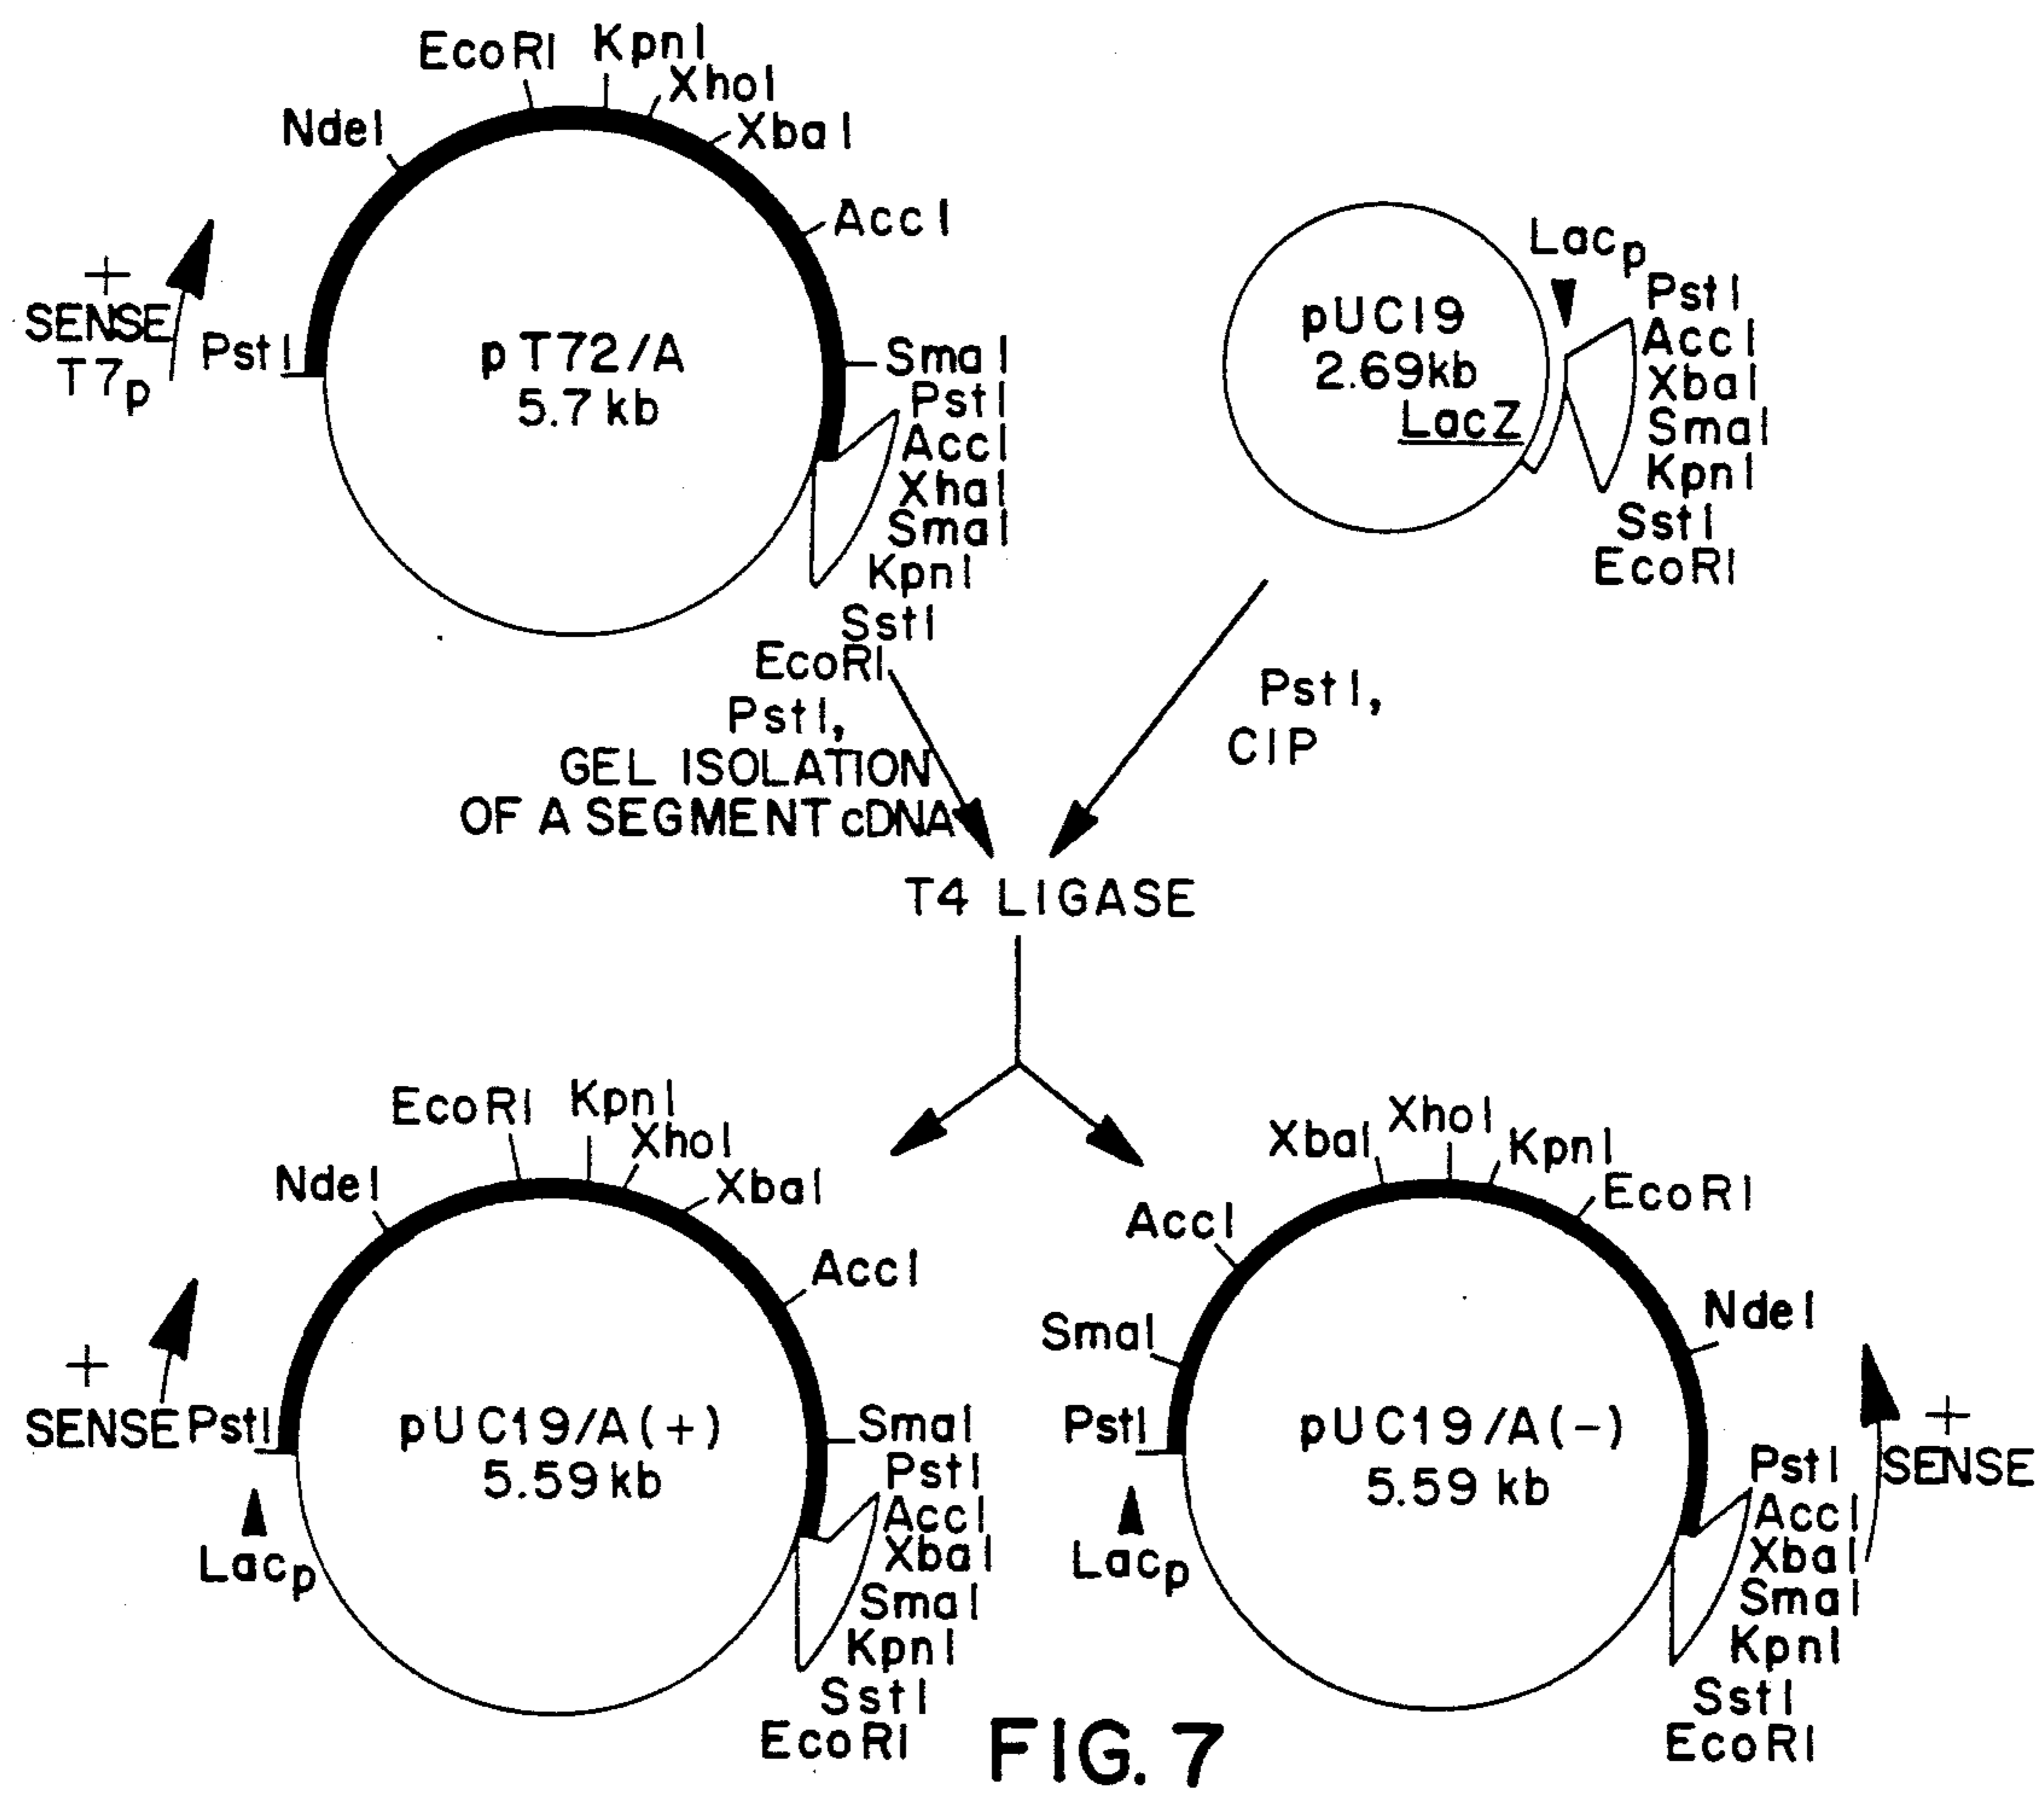 EcoRI
KpnI
XhoI
XbaI
NdeI
AccI
+
SENSE
T7p
PstI
pT72/A
5.7 kb
SmaI
PstI
AccI
XhaI
SmaI
KpnI
SstI
EcoRI
pUC19
2.69kb
LacZ
Lacp
PstI
AccI
XbaI
SmaI
KpnI
SstI
EcoRI
PstI,
GEL ISOLATION
OF A SEGMENT cDNA
PstI,
CIP
T4 LIGASE
EcoRI
KpnI
XhoI
XbaI
NdeI
AccI
+
SENSE
PstI
Lacp
pUC19/A(+)
5.59 kb
SmaI
PstI
AccI
XbaI
SmaI
KpnI
SstI
EcoRI
XbaI
XhoI
KpnI
EcoRI
AccI
NdeI
SmaI
PstI
Lacp
pUC19/A(-)
5.59 kb
PstI
AccI
XbaI
SmaI
KpnI
SstI
EcoRI
+
SENSE
FIG. 7